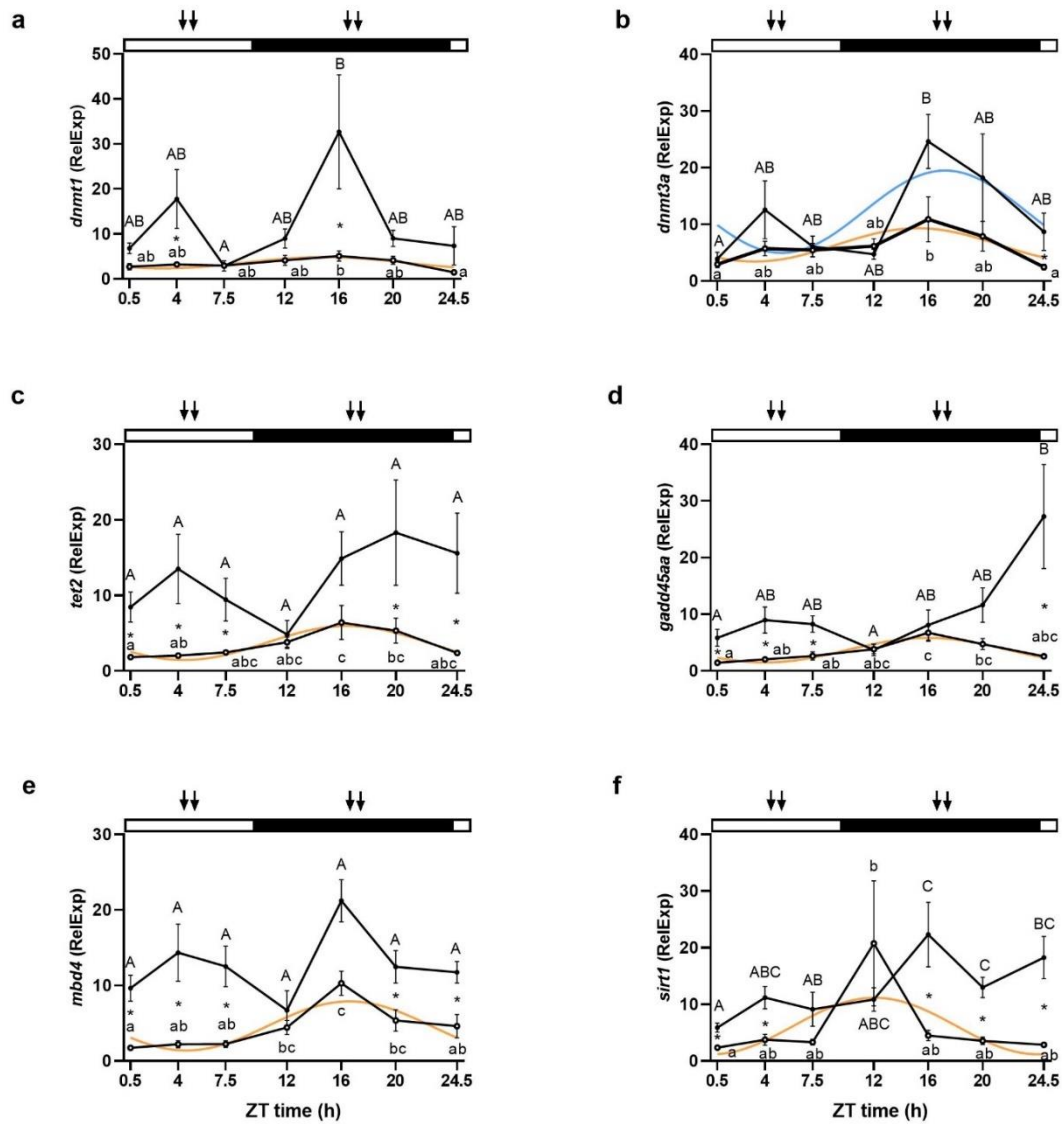 a
b
50
40
30
20
10
0
dnmt1 (RelExp)
AB
AB
A
AB
B
AB
AB
*
*
ab
ab
ab
ab
b
ab
a
0.5 4 7.5 12 16 20 24.5
50
40
30
20
10
0
dnmt3a (RelExp)
A
AB
AB
ab
B
AB
AB
*
a
ab
ab
AB
b
ab
a
0.5 4 7.5 12 16 20 24.5
c
d
30
20
10
0
tet2 (RelExp)
A
A
A
A
A
A
A
*
*
*
*
*
a
ab
abc
abc
c
bc
abc
0.5 4 7.5 12 16 20 24.5
40
30
20
10
0
gadd45aa (RelExp)
A
AB
AB
A
AB
AB
B
*
*
*
*
*
a
ab
ab
abc
c
bc
abc
0.5 4 7.5 12 16 20 24.5
e
f
30
20
10
0
mbd4 (RelExp)
A
A
A
A
A
A
A
*
*
*
*
*
a
ab
ab
bc
c
bc
ab
0.5 4 7.5 12 16 20 24.5
ZT time (h)
40
30
20
10
0
sirt1 (RelExp)
A
ABC
AB
b
C
C
BC
*
*
*
*
*
a
ab
ab
ABC
ab
ab
ab
0.5 4 7.5 12 16 20 24.5
ZT time (h)